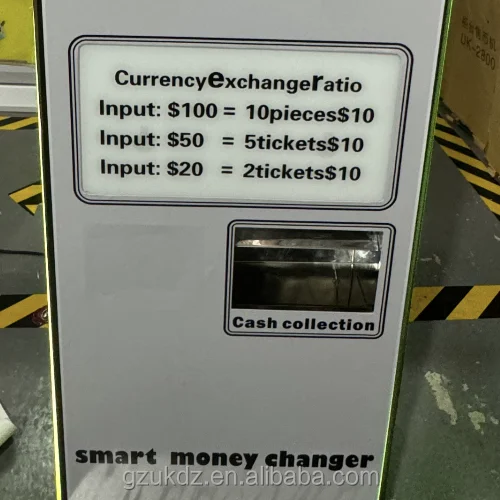 CurrencyexchangeratiO
Input: $100 = 10pieces$10
Input: $50 = 5tickets$10
Input: $20 = 2tickets$10
Cash collection
smart money changer
gzukdz.en.alibaba.com